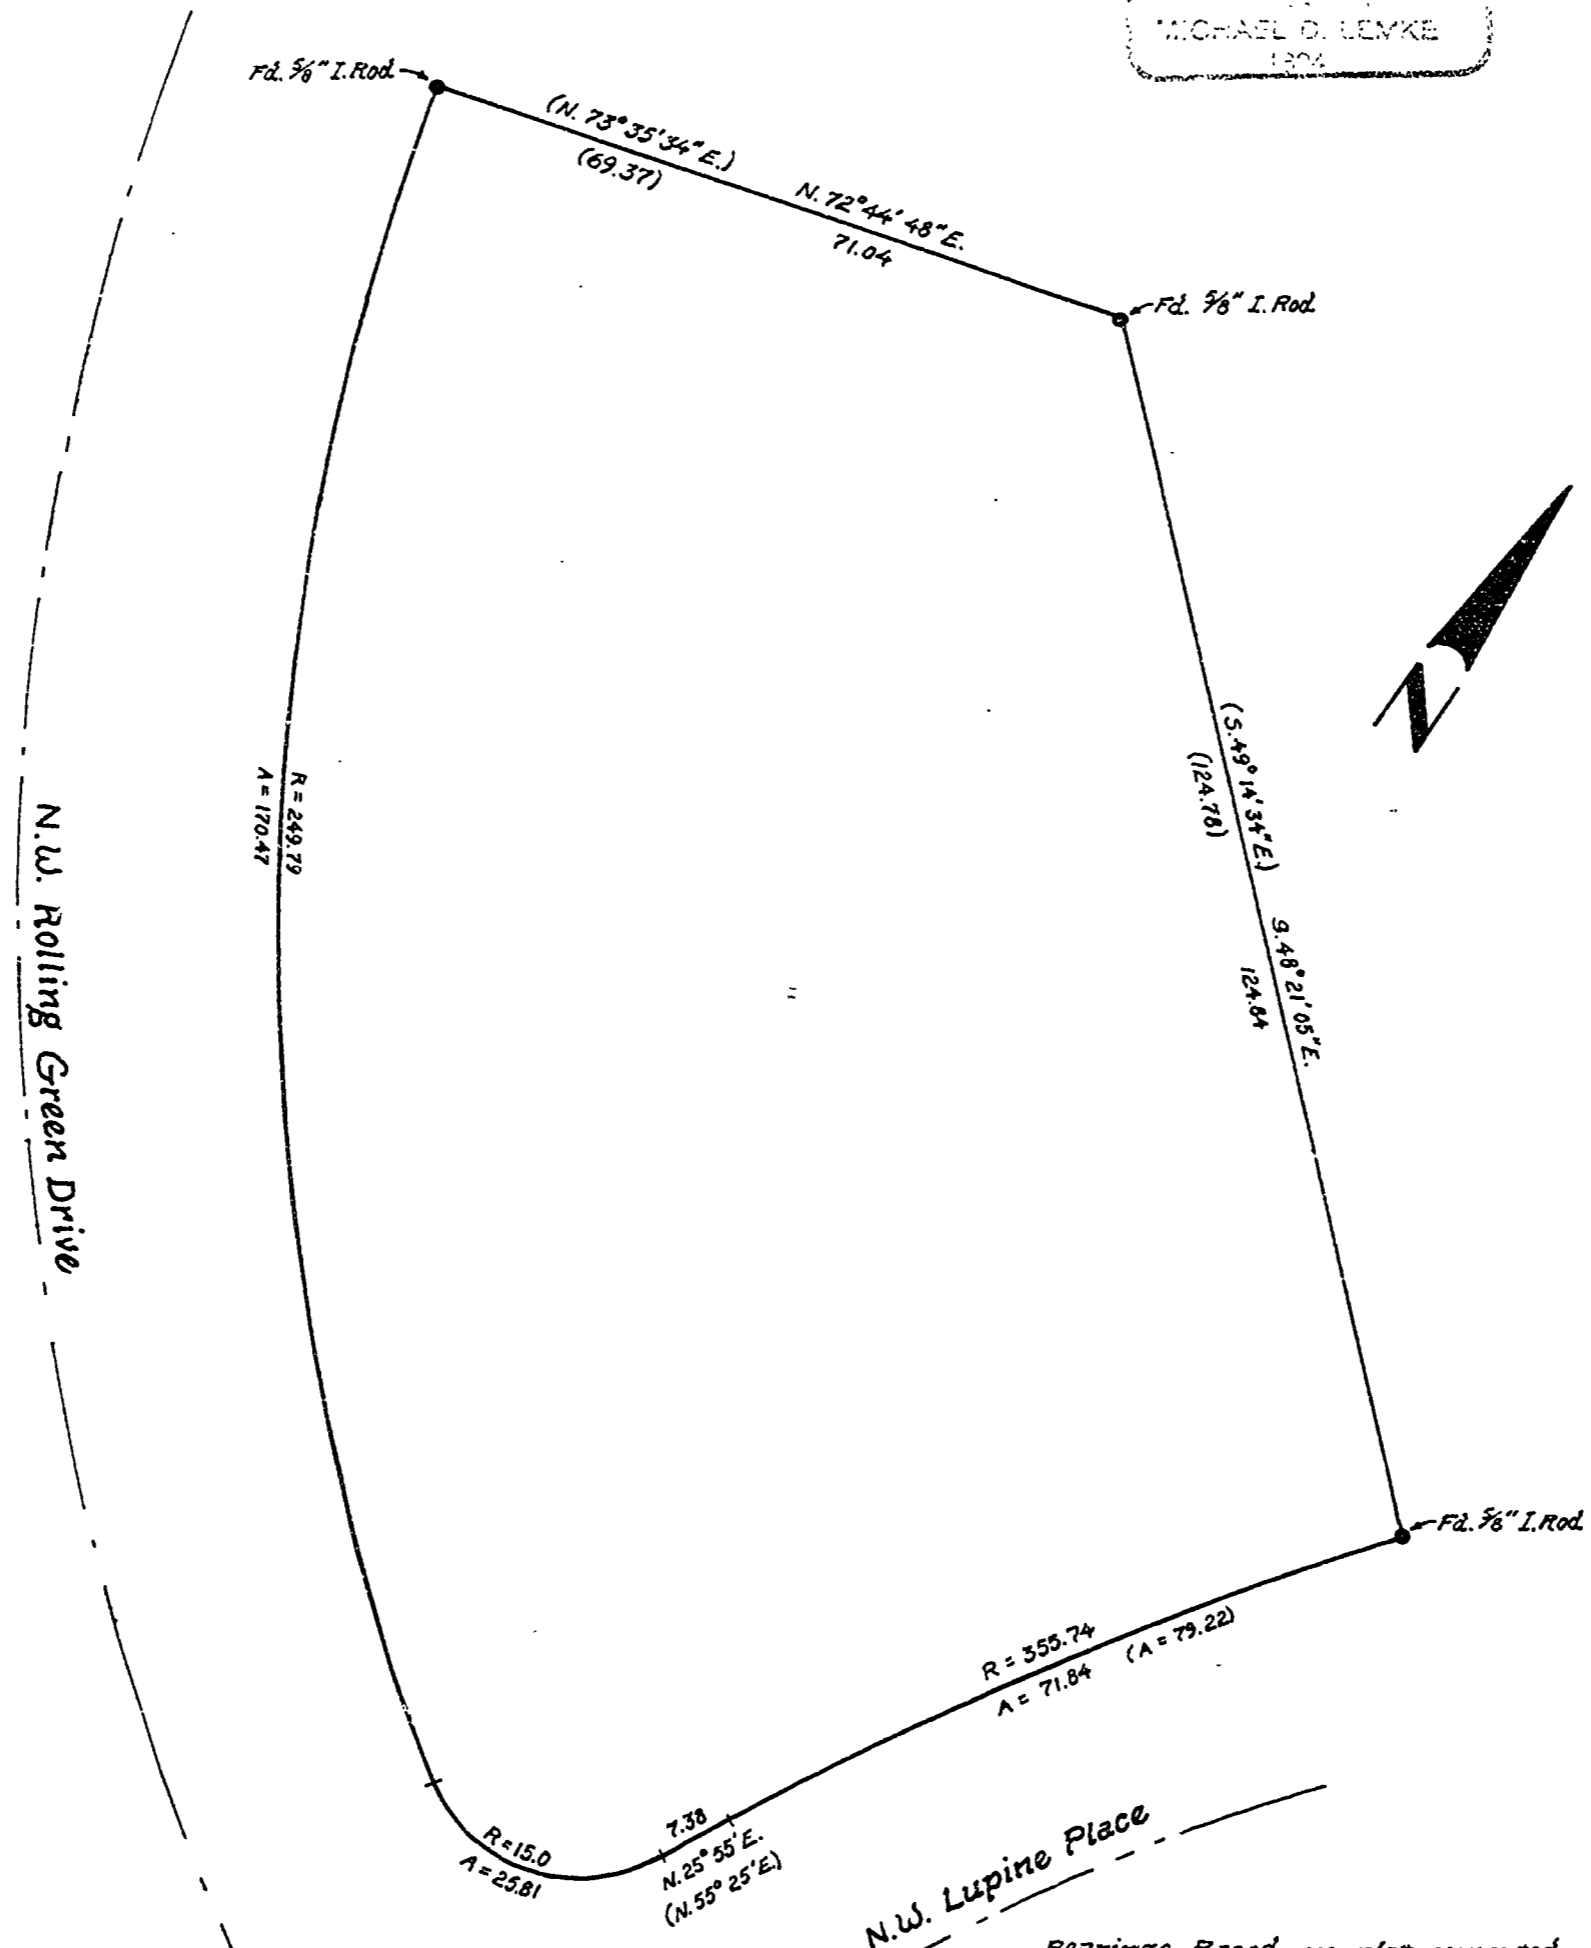 MICHAEL D. LEMKE
Fd. 5/8" I. Rod
(N. 73° 35' 34" E.)
(69.37)
N. 72° 44' 48" E.
71.04
Fd. 5/8" I. Rod
(S. 49° 14' 34" E.)
(124.78)
S. 48° 21' 05" E.
124.84
N
R = 249.79
A = 170.47
N.W. Rolling Green Drive
Fd. 5/8" I. Rod
R = 355.74
(A = 79.22)
A = 71.84
7.38
N. 25° 55' E.
(N. 55° 25' E.)
R = 15.0
A = 25.81
N.W. Lupine Place